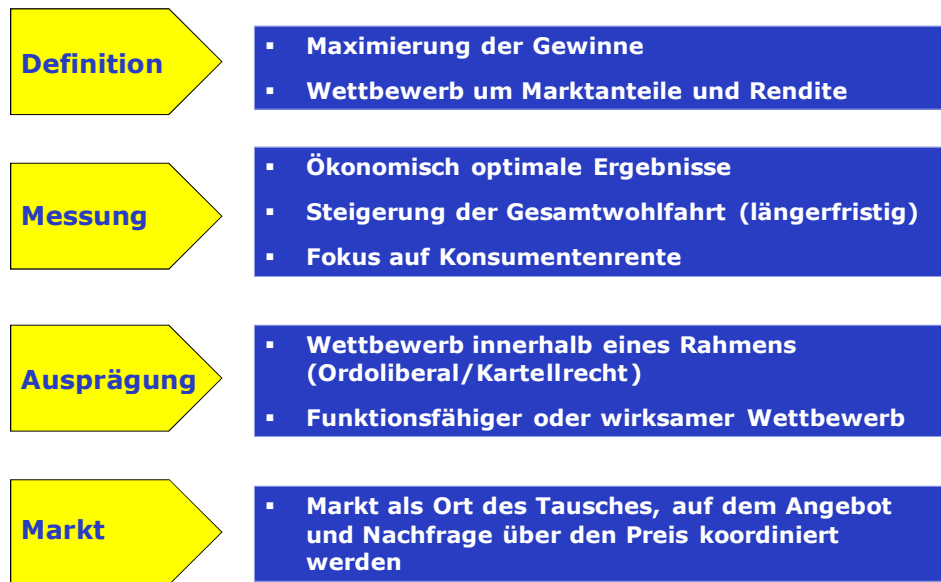 Definition
▪ Maximierung der Gewinne
▪ Wettbewerb um Marktanteile und Rendite
Messung
▪ Ökonomisch optimale Ergebnisse
▪ Steigerung der Gesamtwohlfahrt (längerfristig)
▪ Fokus auf Konsumentenrente
Ausprägung
▪ Wettbewerb innerhalb eines Rahmens
(Ordoliberal/Kartellrecht)
▪ Funktionsfähiger oder wirksamer Wettbewerb
Markt
▪ Markt als Ort des Tausches, auf dem Angebot
und Nachfrage über den Preis koordiniert
werden